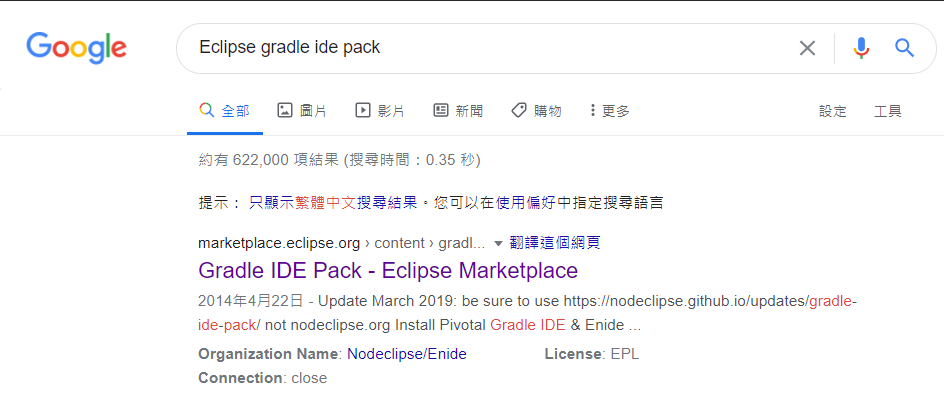 Google
Eclipse gradle ide pack
全部 圖片 影片 新聞 購物 更多 設定 工具
約有 622,000 項結果 (搜尋時間：0.35 秒)
提示： 只顯示繁體中文搜尋結果。您可以在使用偏好中指定搜尋語言
marketplace.eclipse.org › content › gradl... 翻譯這個網頁
Gradle IDE Pack - Eclipse Marketplace
2014年4月22日 - Update March 2019: be sure to use https://nodeclipse.github.io/updates/gradle-
ide-pack/ not nodeclipse.org Install Pivotal Gradle IDE & Enide ...
Organization Name: Nodeclipse/Enide License: EPL
Connection: close